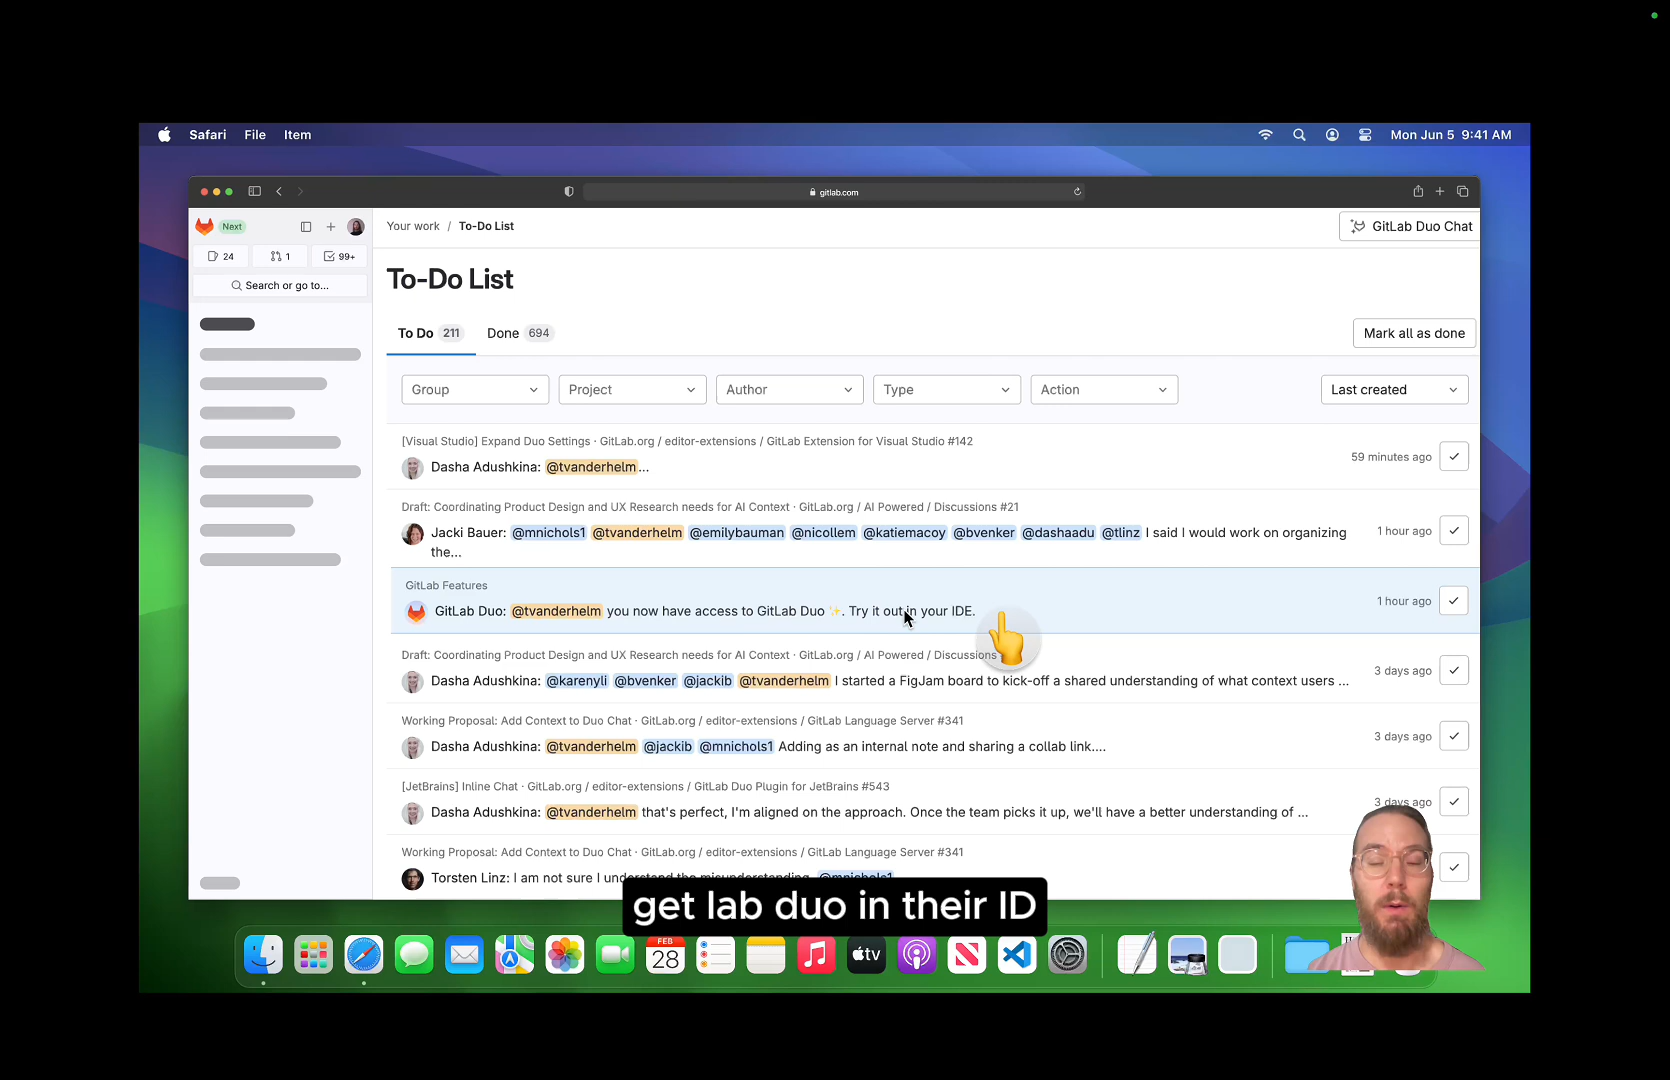 Safari File Item Mon Jun 5 9:41 AM
gitlab.com
Next
24 1 99+
Search or go to...
Your work / To-Do List
GitLab Duo Chat
To-Do List
To Do 211 Done 694
Mark all as done
Group Project Author Type Action Last created
[Visual Studio] Expand Duo Settings · GitLab.org / editor-extensions / GitLab Extension for Visual Studio #142
Dasha Adushkina: @tvanderhelm...
59 minutes ago
Draft: Coordinating Product Design and UX Research needs for AI Context · GitLab.org / AI Powered / Discussions #21
Jacki Bauer: @mnichols1 @tvanderhelm @emilybauman @nicollem @katiemacoy @bvenker @dashaadu @tlinz I said I would work on organizing
the...
1 hour ago
GitLab Features
GitLab Duo: @tvanderhelm you now have access to GitLab Duo ✨. Try it out in your IDE.
1 hour ago
Draft: Coordinating Product Design and UX Research needs for AI Context · GitLab.org / AI Powered / Discussions
Dasha Adushkina: @karenyli @bvenker @jackib @tvanderhelm I started a FigJam board to kick-off a shared understanding of what context users ...
3 days ago
Working Proposal: Add Context to Duo Chat · GitLab.org / editor-extensions / GitLab Language Server #341
Dasha Adushkina: @tvanderhelm @jackib @mnichols1 Adding as an internal note and sharing a collab link....
3 days ago
[JetBrains] Inline Chat · GitLab.org / editor-extensions / GitLab Duo Plugin for JetBrains #543
Dasha Adushkina: @tvanderhelm that's perfect, I'm aligned on the approach. Once the team picks it up, we'll have a better understanding of ...
3 days ago
Working Proposal: Add Context to Duo Chat · GitLab.org / editor-extensions / GitLab Language Server #341
Torsten Linz: I am not sure I understand the misunderstanding. @mnichols1
get lab duo in their ID
FEB
28
tv